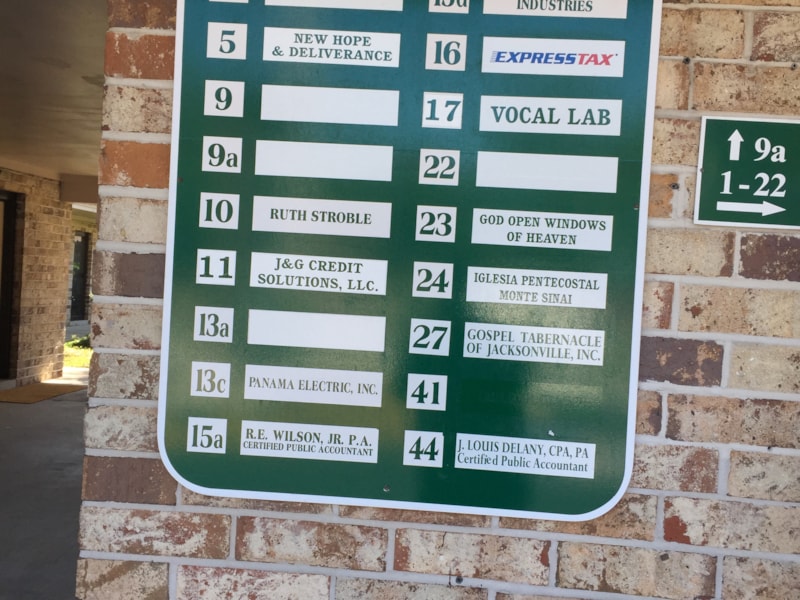 5 NEW HOPE
& DELIVERANCE
9
9a
10 RUTH STROBLE
11 J&G CREDIT
SOLUTIONS, LLC.
13a
13c PANAMA ELECTRIC, INC.
15a R.E. WILSON, JR. P.A.
CERTIFIED PUBLIC ACCOUNTANT
INDUSTRIES
16 EXPRESSTAX
17 VOCAL LAB
22
23 GOD OPEN WINDOWS
OF HEAVEN
24 IGLESIA PENTECOSTAL
MONTE SINAI
27 GOSPEL TABERNACLE
OF JACKSONVILLE, INC.
41
44 J. LOUIS DELANY, CPA, PA
Certified Public Accountant
↑ 9a
1-22
→